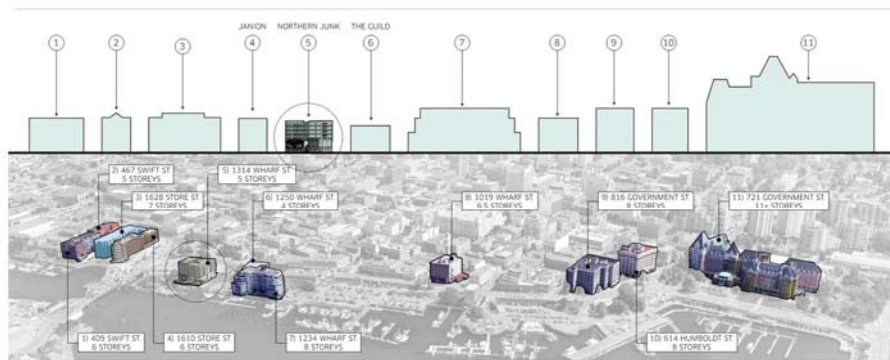 JANION NORTHERN JUNK THE GUILD
1 2 3 4 5 6 7 8 9 10 11
2) 467 SWIFT ST.
5 STOREYS
3) 1628 STORE ST.
7 STOREYS
5) 1314 WHARF ST.
5 STOREYS
6) 1250 WHARF ST.
4 STOREYS
8) 1019 WHARF ST.
6.5 STOREYS
9) 816 GOVERNMENT ST.
8 STOREYS
11) 721 GOVERNMENT ST.
11+ STOREYS
1) 409 SWIFT ST.
6 STOREYS
4) 1610 STORE ST.
6 STOREYS
7) 1234 WHARF ST.
8 STOREYS
10) 614 HUMBOLDT ST.
8 STOREYS